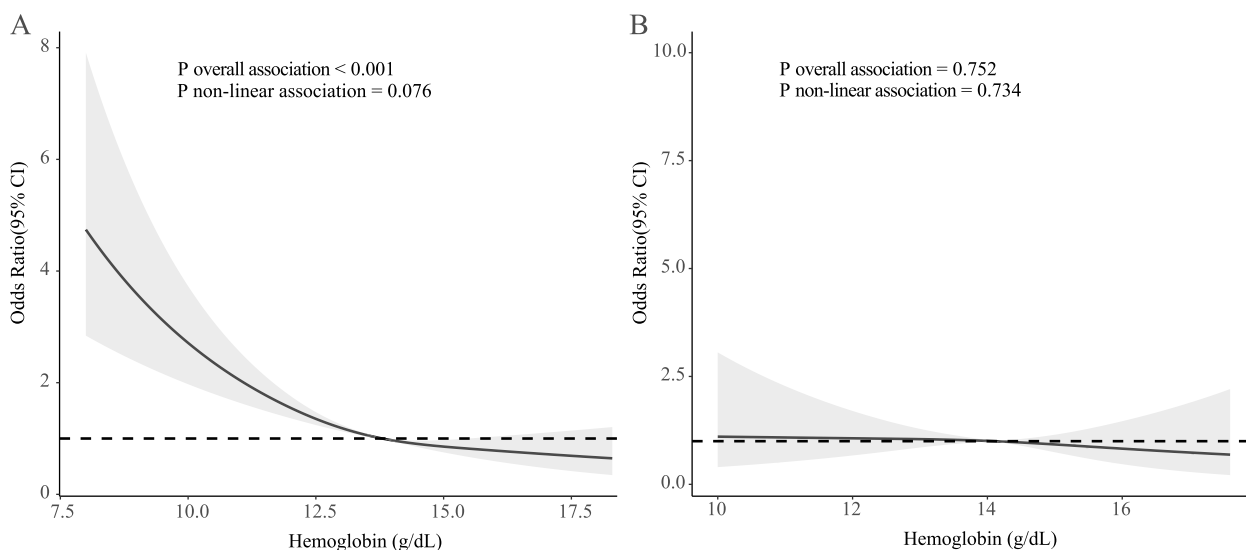 A
P overall association < 0.001
P non-linear association = 0.076
Odds Ratio(95% CI)
8
6
4
2
0
7.5 10.0 12.5 15.0 17.5
Hemoglobin (g/dL)
B
P overall association = 0.752
P non-linear association = 0.734
Odds Ratio(95% CI)
10.0
7.5
5.0
2.5
0.0
10 12 14 16
Hemoglobin (g/dL)